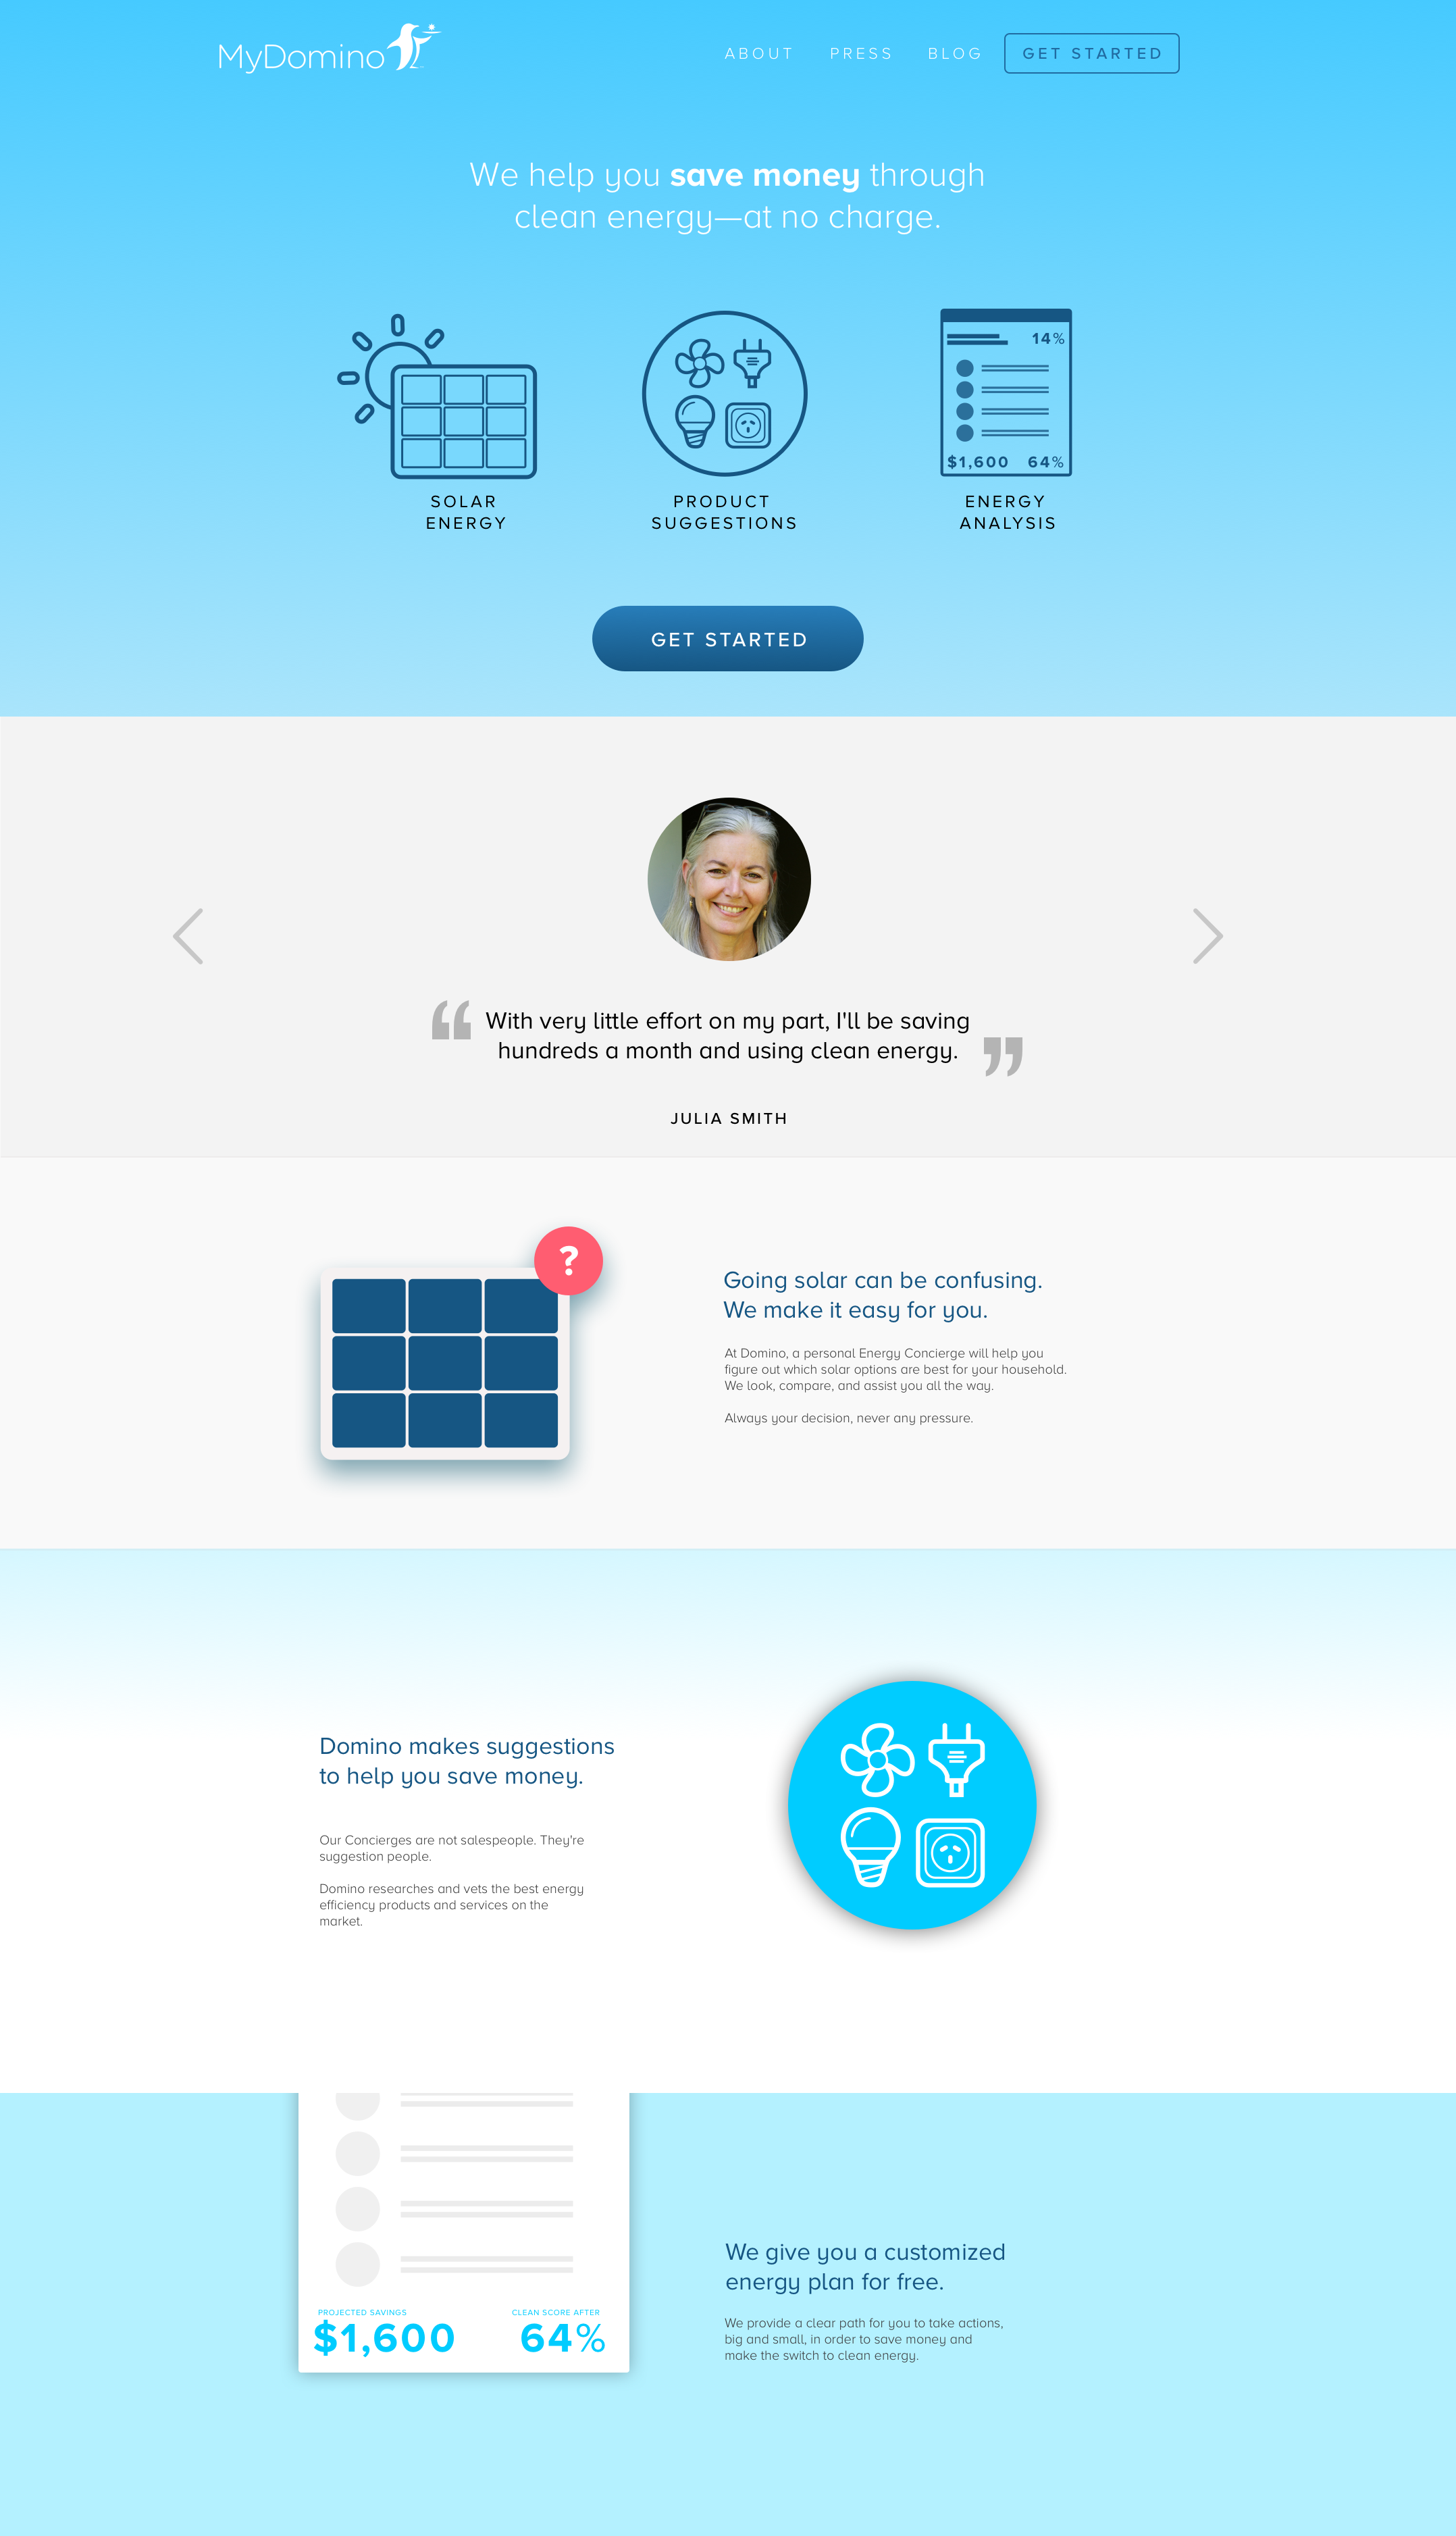 MyDomino
ABOUT PRESS BLOG GET STARTED
We help you save money through
clean energy—at no charge.
14%
$1,600 64%
SOLAR
ENERGY
PRODUCT
SUGGESTIONS
ENERGY
ANALYSIS
GET STARTED
“ With very little effort on my part, I'll be saving
hundreds a month and using clean energy. ”
JULIA SMITH
?
Going solar can be confusing.
We make it easy for you.
At Domino, a personal Energy Concierge will help you
figure out which solar options are best for your household.
We look, compare, and assist you all the way.
Always your decision, never any pressure.
Domino makes suggestions
to help you save money.
Our Concierges are not salespeople. They're
suggestion people.
Domino researches and vets the best energy
efficiency products and services on the
market.
PROJECTED SAVINGS CLEAN SCORE AFTER
$1,600 64%
We give you a customized
energy plan for free.
We provide a clear path for you to take actions,
big and small, in order to save money and
make the switch to clean energy.